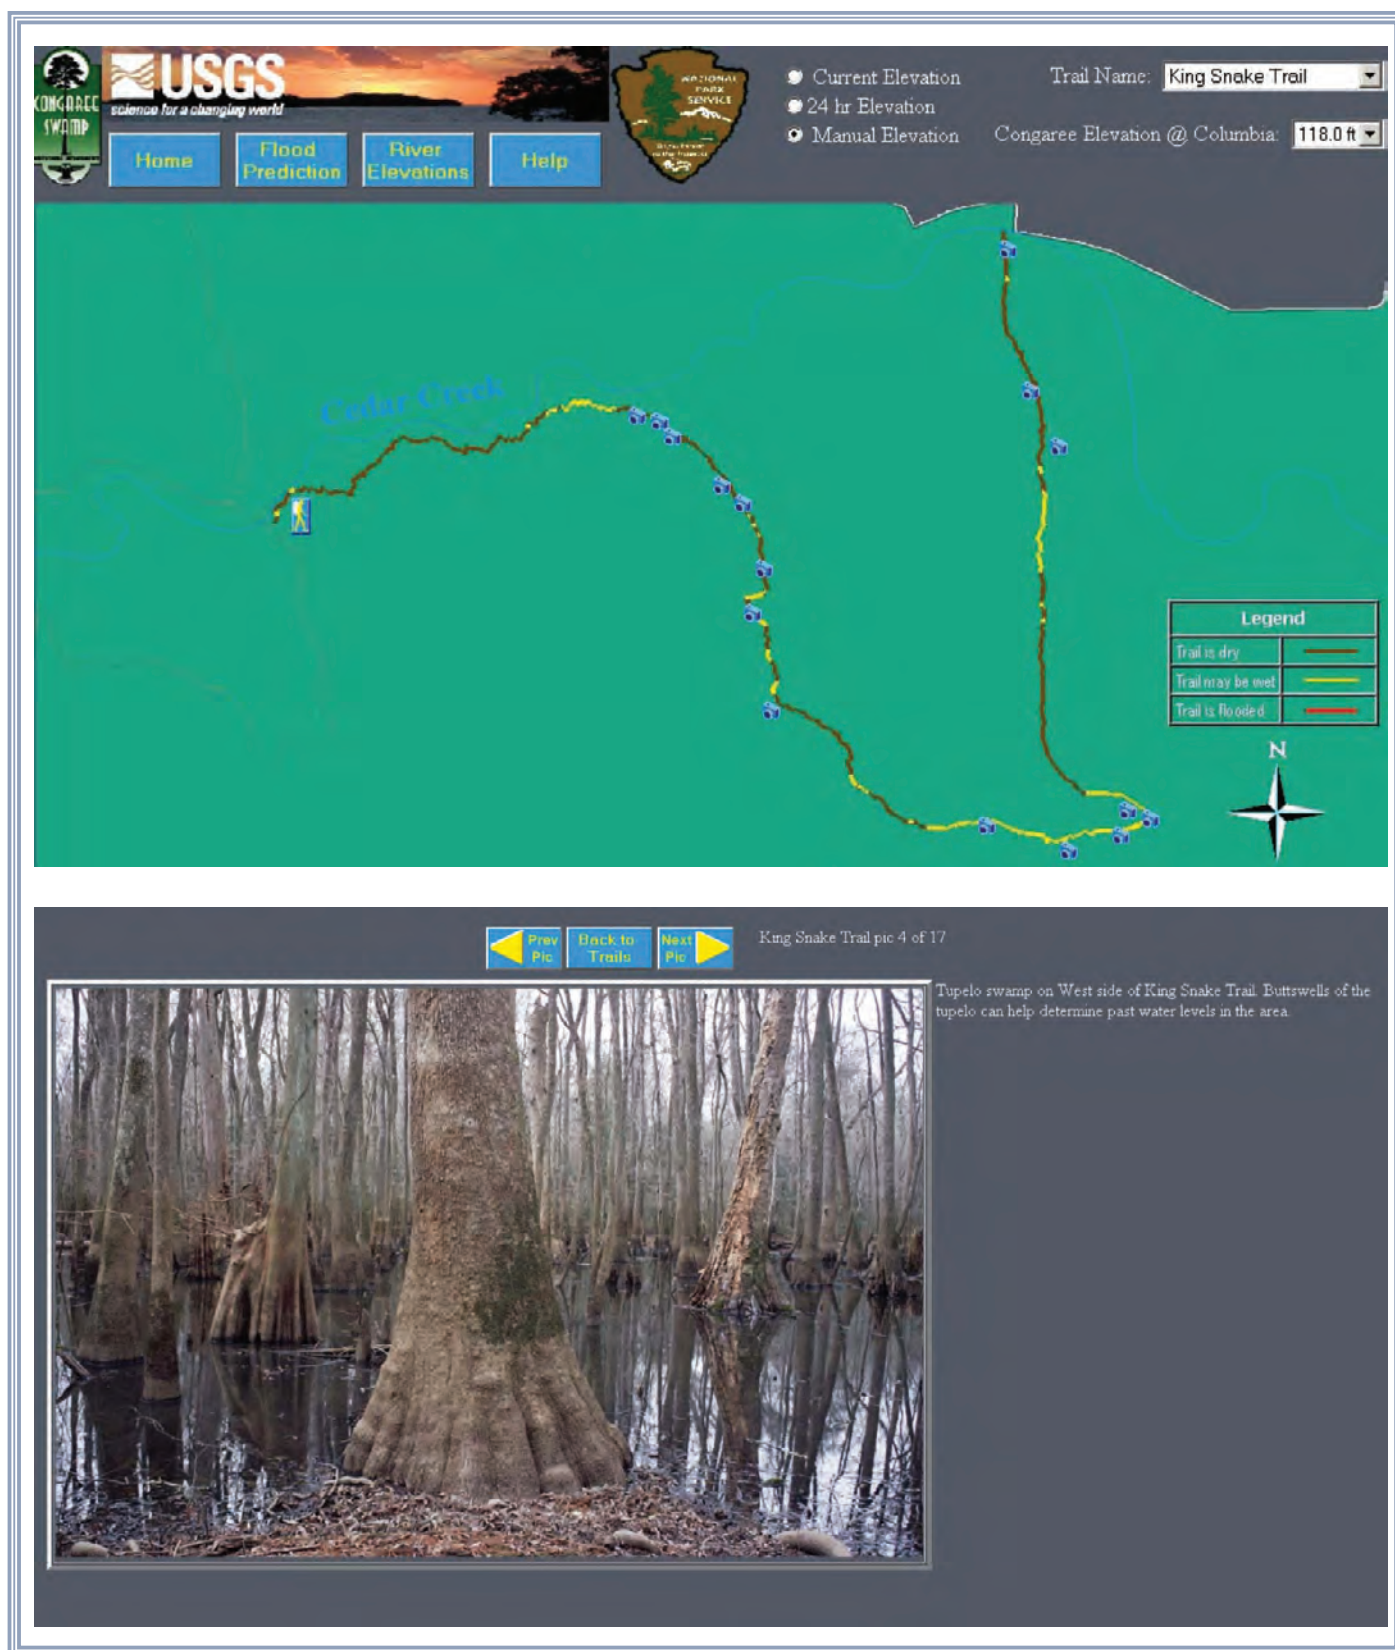 CONGAREE
SWAMP
USGS
science for a changing world
NATIONAL
PARK
SERVICE
Home
Flood
Prediction
River
Elevations
Help
Current Elevation
24 hr Elevation
Manual Elevation
Trail Name: King Snake Trail
Congaree Elevation @ Columbia: 118.0 ft
Cedar Creek
Legend
Trail is dry
Trail may be wet
Trail is flooded
N
Prev
Pic
Back to
Trails
Next
Pic
King Snake Trail pic 4 of 17
Tupelo swamp on West side of King Snake Trail. Buttswells of the
tupelo can help determine past water levels in the area.